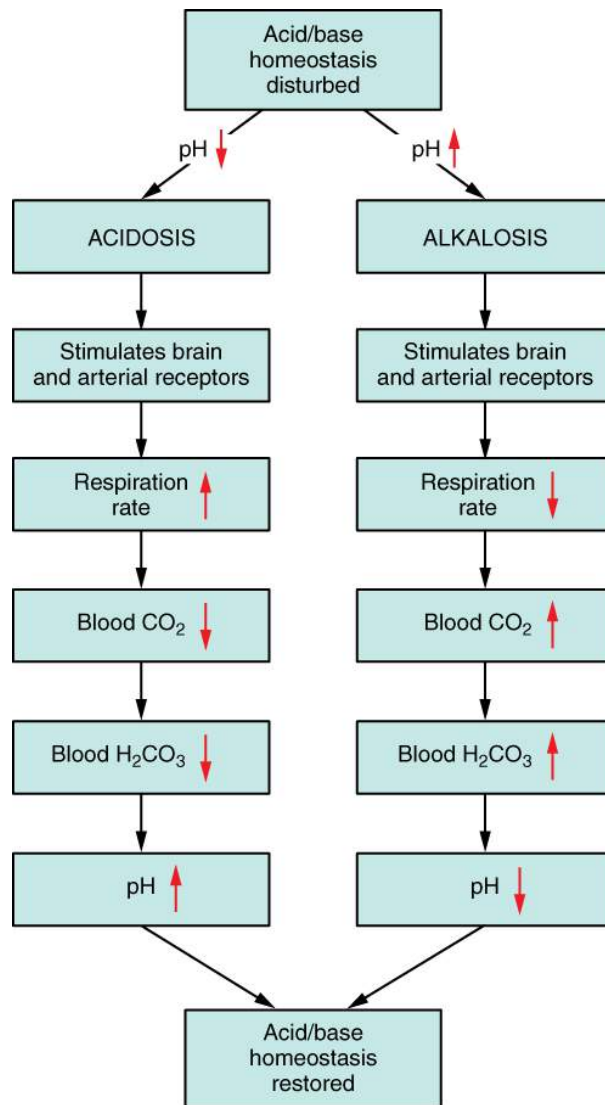 Acid/base
homeostasis
disturbed
pH ↓
pH ↑
ACIDOSIS
ALKALOSIS
Stimulates brain
and arterial receptors
Stimulates brain
and arterial receptors
Respiration
rate ↑
Respiration
rate ↓
Blood CO₂ ↓
Blood CO₂ ↑
Blood H₂CO₃ ↓
Blood H₂CO₃ ↑
pH ↑
pH ↓
Acid/base
homeostasis
restored